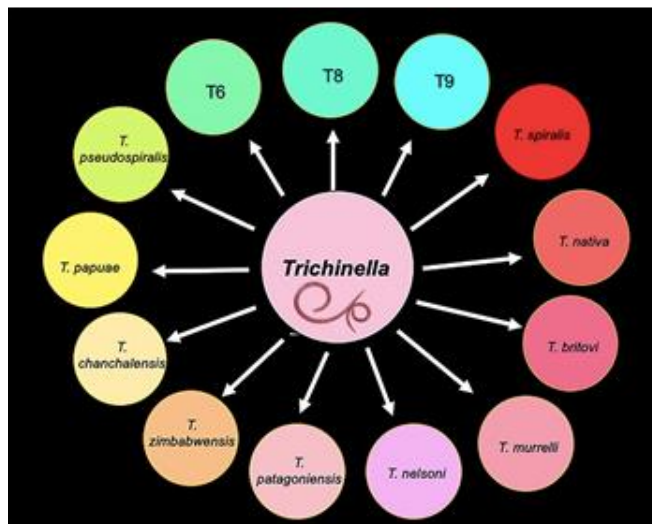 T6
T8
T9
T. spiralis
T.
pseudospiralis
T. nativa
T. papuae
Trichinella
T. britovi
T.
chanchalensis
T.
zimbabwensis
T. murrelli
T.
patagoniensis
T. nelsoni